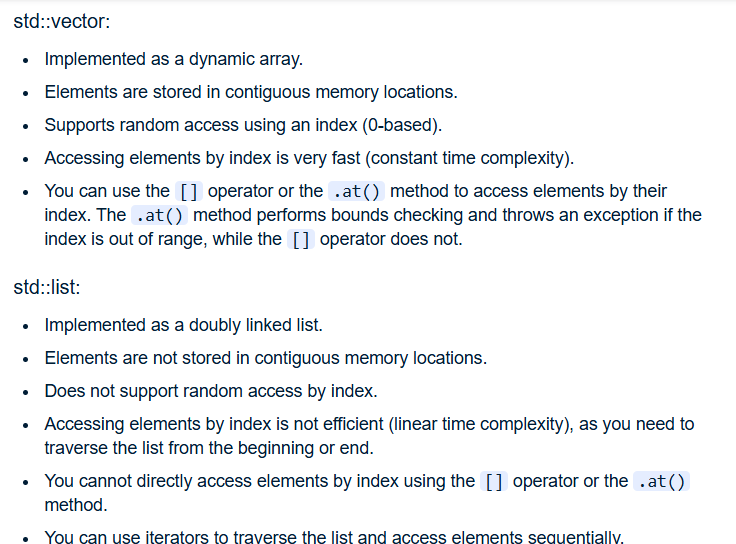 std::vector:
• Implemented as a dynamic array.
• Elements are stored in contiguous memory locations.
• Supports random access using an index (0-based).
• Accessing elements by index is very fast (constant time complexity).
• You can use the [] operator or the .at() method to access elements by their
index. The .at() method performs bounds checking and throws an exception if the
index is out of range, while the [] operator does not.
std::list:
• Implemented as a doubly linked list.
• Elements are not stored in contiguous memory locations.
• Does not support random access by index.
• Accessing elements by index is not efficient (linear time complexity), as you need to
traverse the list from the beginning or end.
• You cannot directly access elements by index using the [] operator or the .at()
method.
• You can use iterators to traverse the list and access elements sequentially.